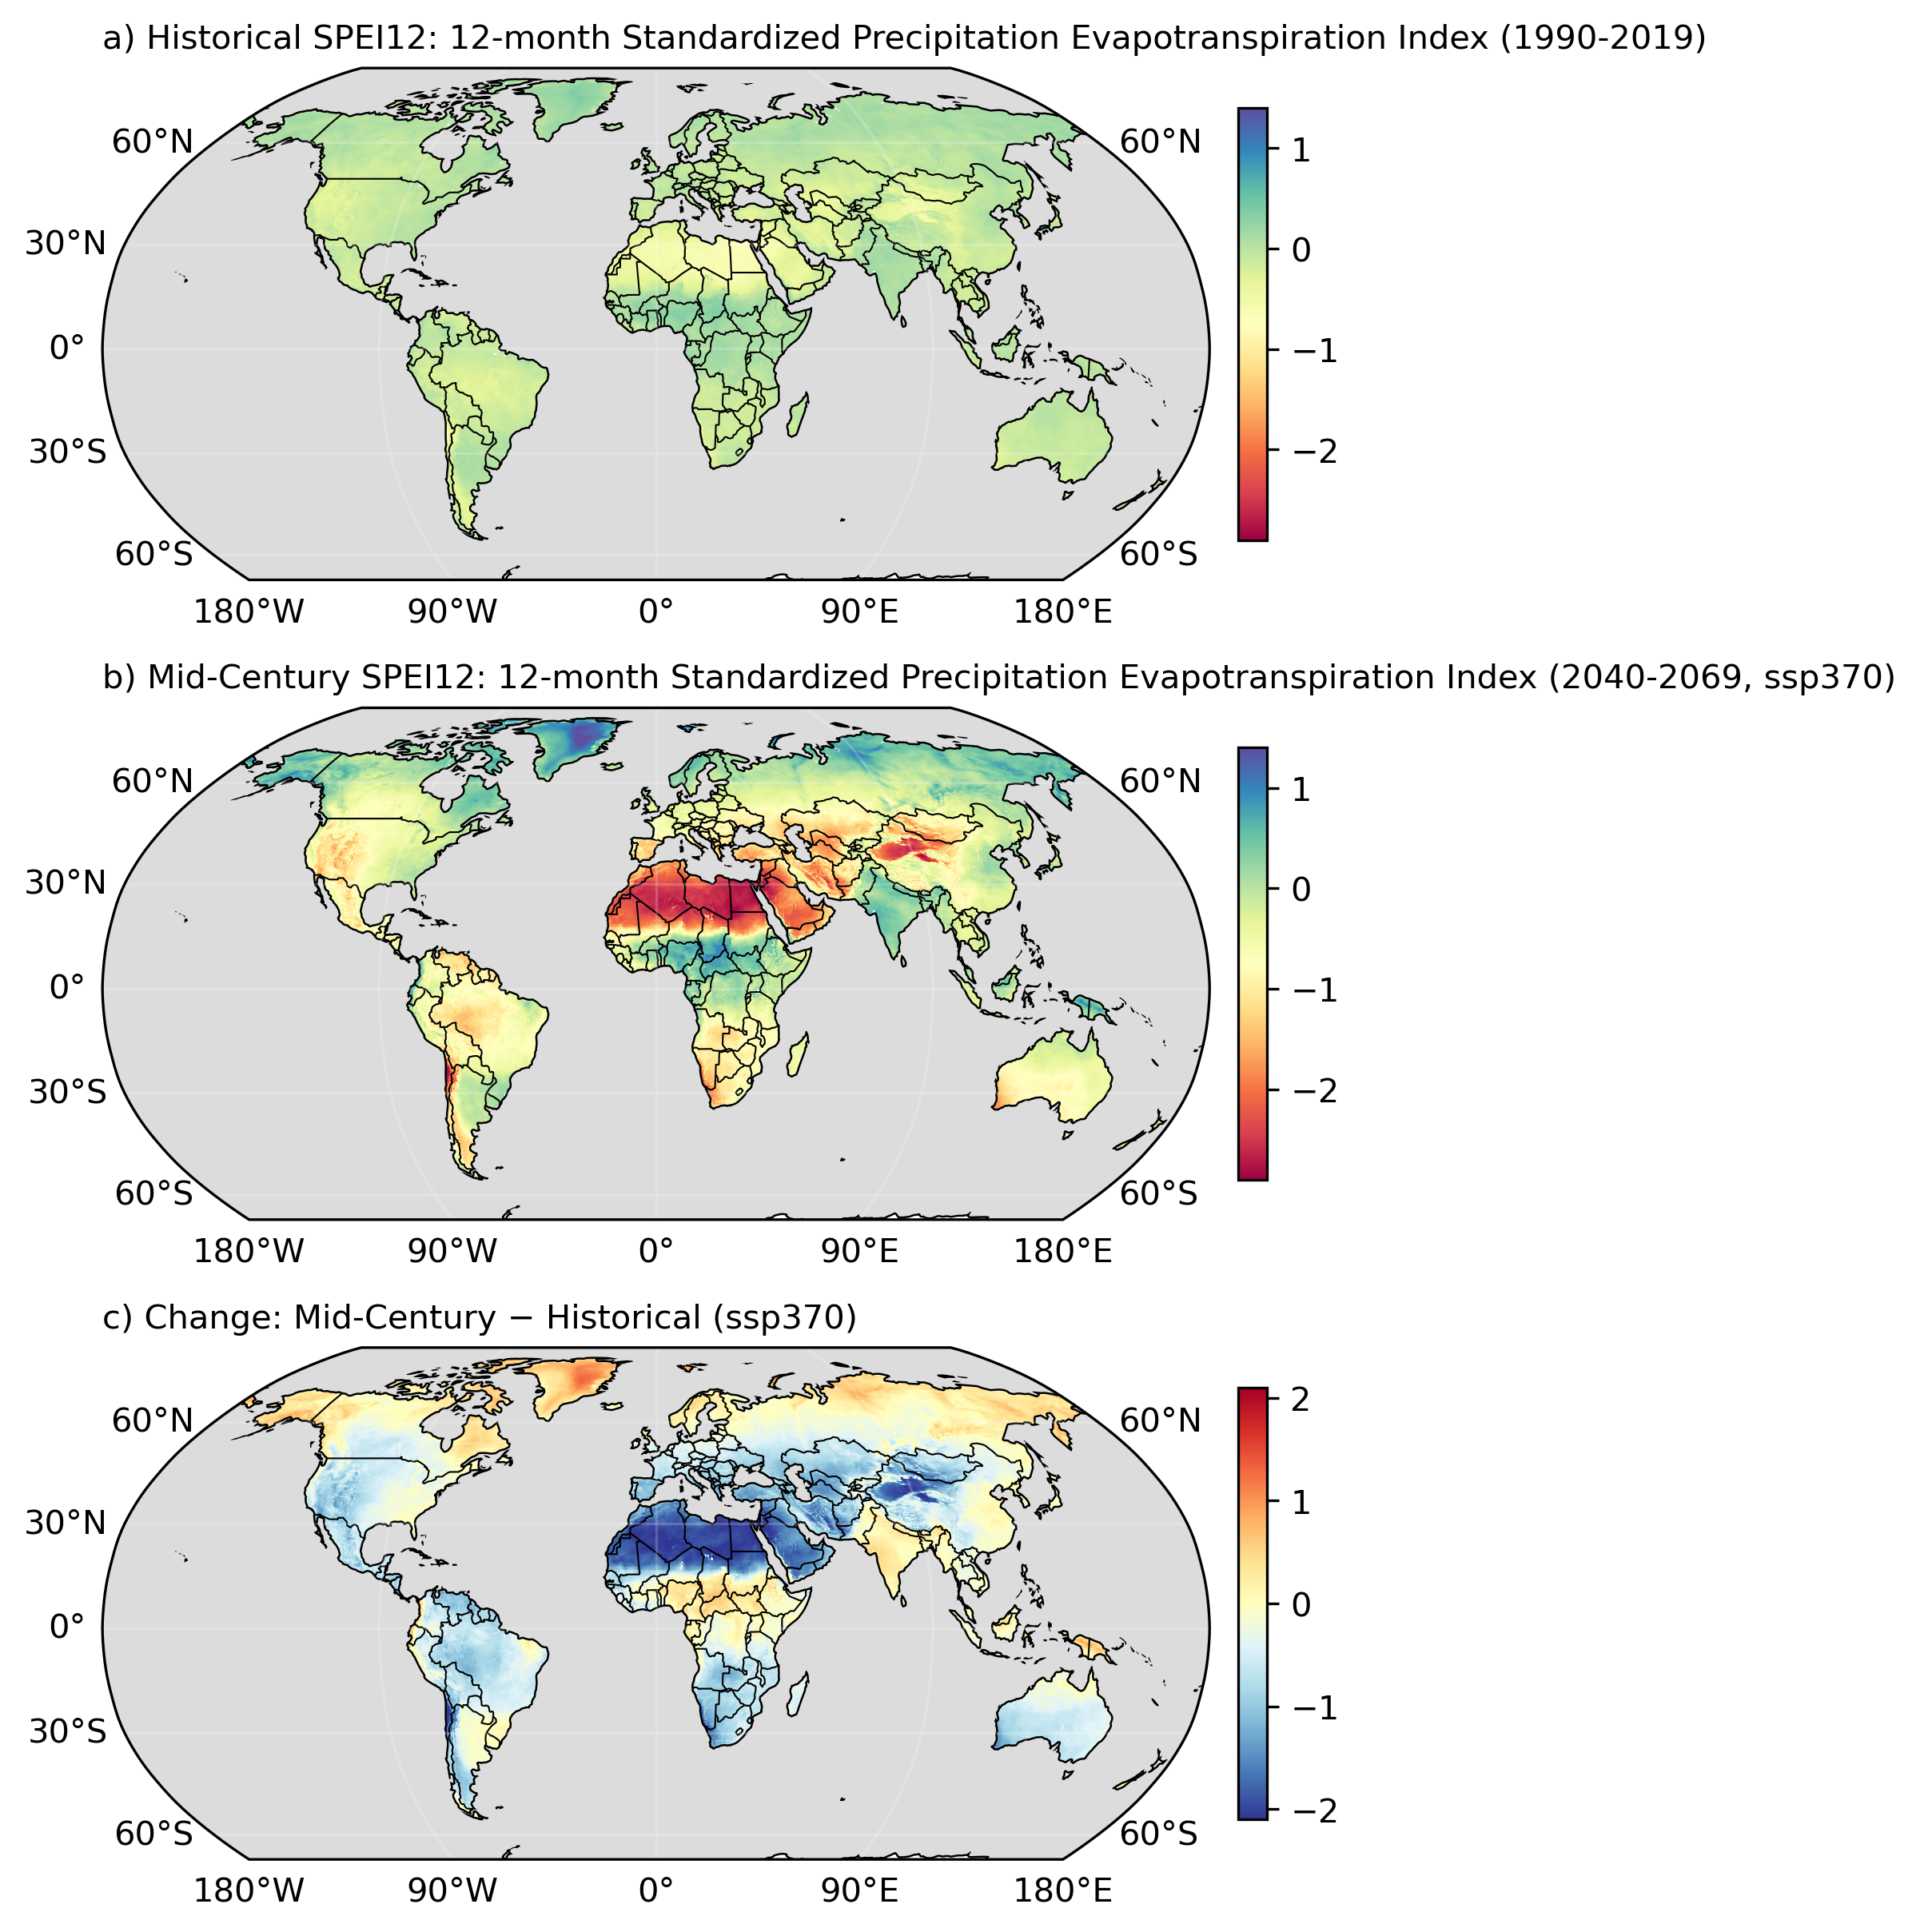 a) Historical SPEI12: 12-month Standardized Precipitation Evapotranspiration Index (1990-2019)
60°N 60°N
30°N
0°
30°S
60°S 60°S
180°W 90°W 0° 90°E 180°E
1
0
−1
−2
b) Mid-Century SPEI12: 12-month Standardized Precipitation Evapotranspiration Index (2040-2069, ssp370)
60°N 60°N
30°N
0°
30°S
60°S 60°S
180°W 90°W 0° 90°E 180°E
1
0
−1
−2
c) Change: Mid-Century − Historical (ssp370)
60°N 60°N
30°N
0°
30°S
60°S 60°S
180°W 90°W 0° 90°E 180°E
2
1
0
−1
−2